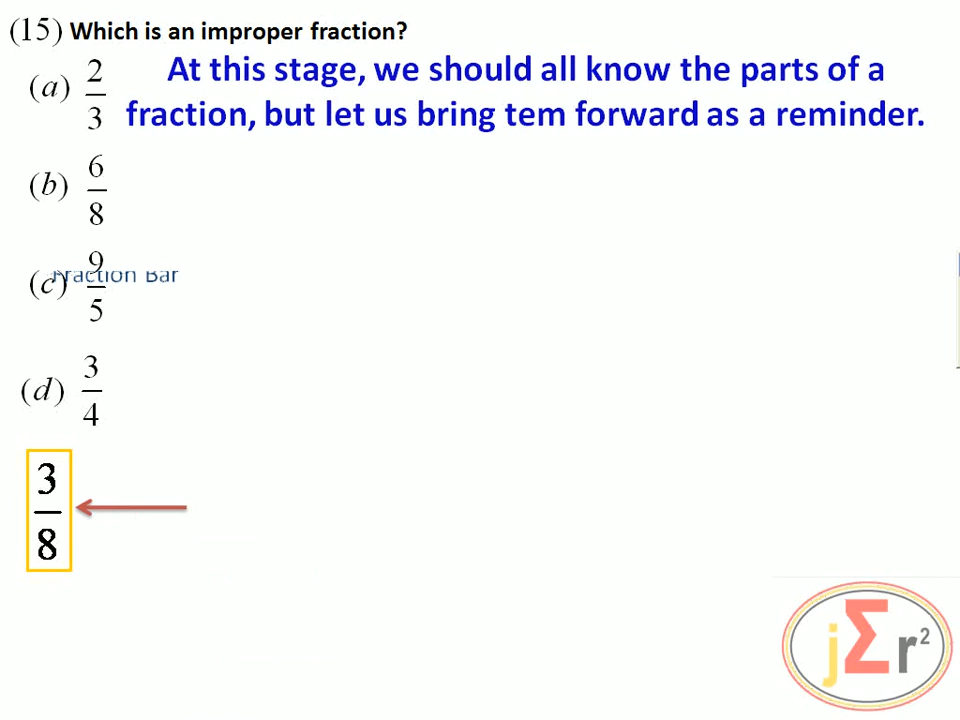 (15) Which is an improper fraction?
At this stage, we should all know the parts of a
fraction, but let us bring tem forward as a reminder.
(a) 2/3
(b) 6/8
(c) 9/5
Fraction Bar
(d) 3/4
3/8
jΣr²